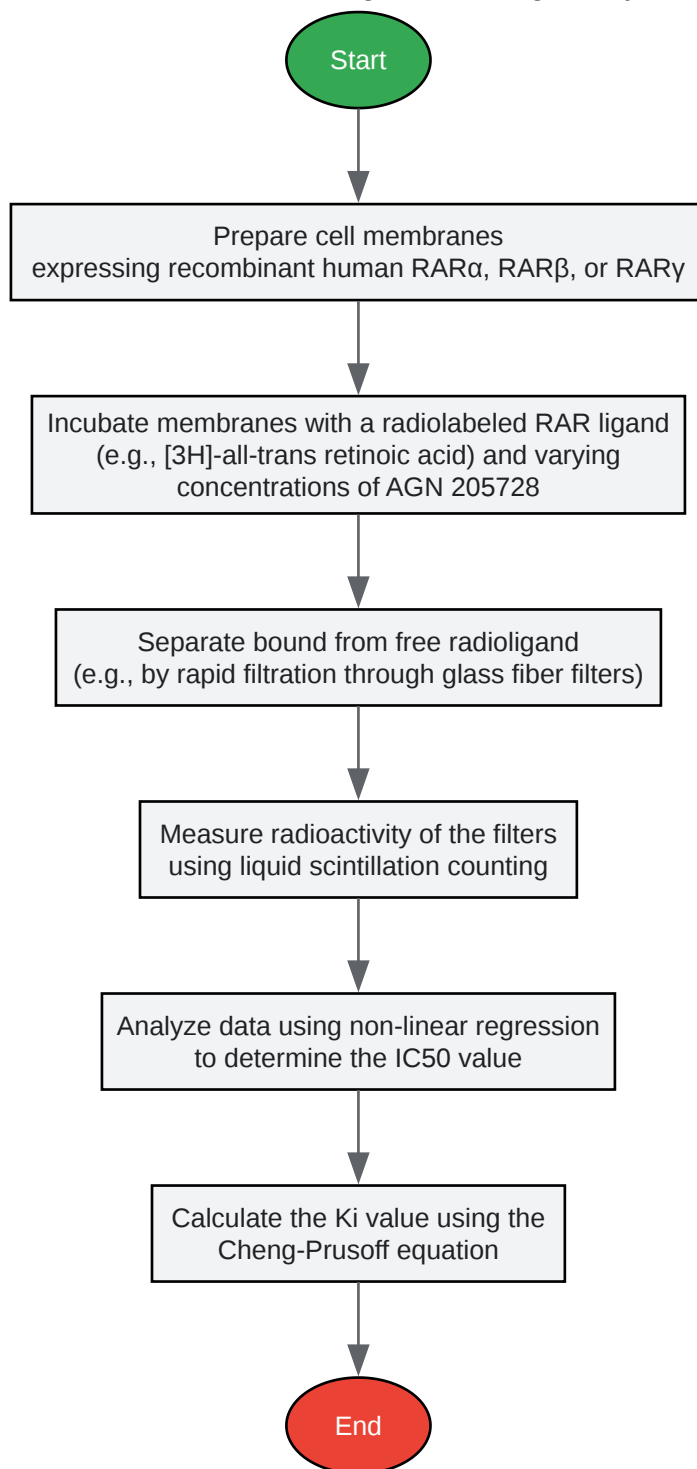 Start
Prepare cell membranes
expressing recombinant human RARα, RARβ, or RARγ
Incubate membranes with a radiolabeled RAR ligand
(e.g., [3H]-all-trans retinoic acid) and varying
concentrations of AGN 205728
Separate bound from free radioligand
(e.g., by rapid filtration through glass fiber filters)
Measure radioactivity of the filters
using liquid scintillation counting
Analyze data using non-linear regression
to determine the IC50 value
Calculate the Ki value using the
Cheng-Prusoff equation
End